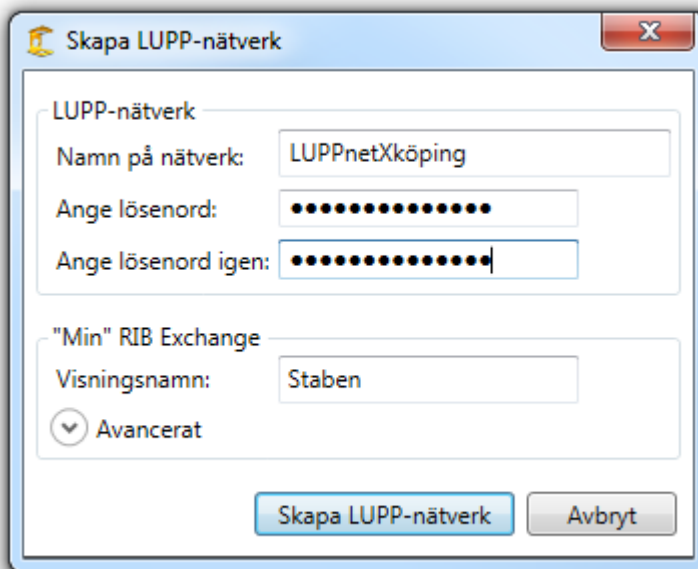 Skapa LUPP-nätverk
LUPP-nätverk
Namn på nätverk: LUPPnetXköping
Ange lösenord: ●●●●●●●●●●●●●●
Ange lösenord igen: ●●●●●●●●●●●●●●
"Min" RIB Exchange
Visningsnamn: Staben
Avancerat
Skapa LUPP-nätverk Avbryt